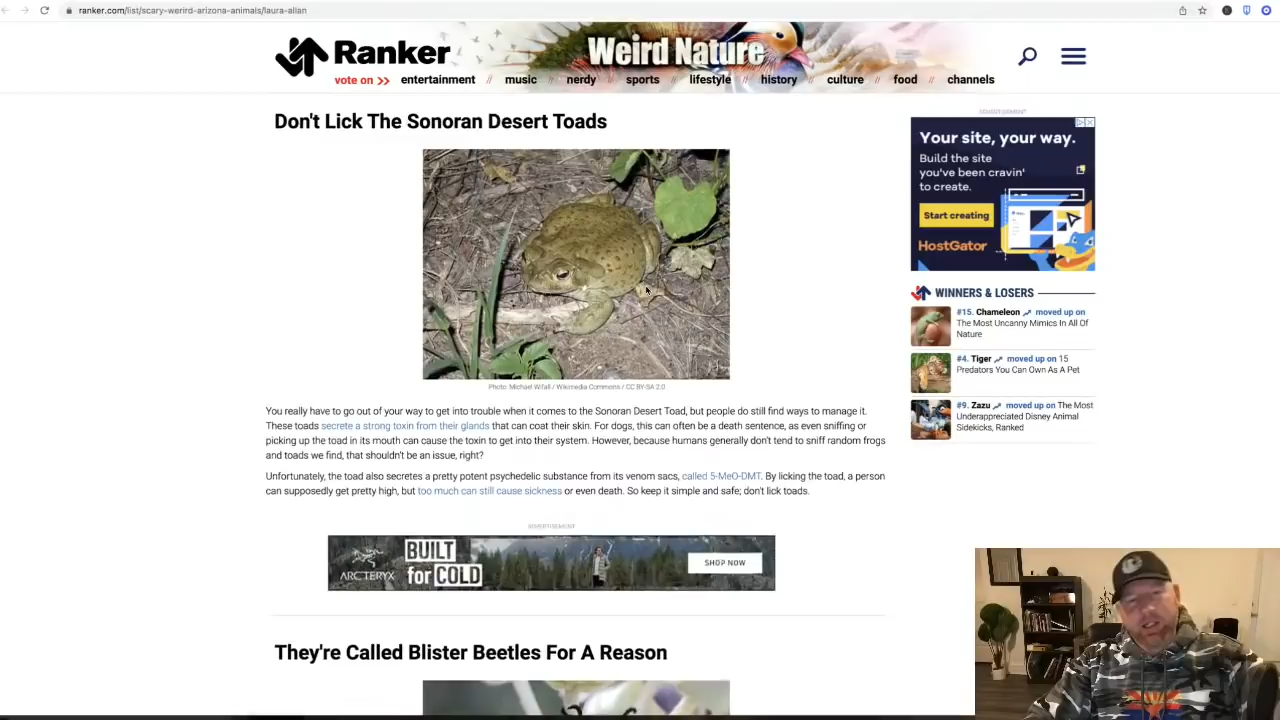 ranker.com/list/scary-weirrd-arizona-animals/laura-allan
Ranker
Weird Nature
vote on >> entertainment // music // nerdy // sports // lifestyle // history // culture // food // channels
Don't Lick The Sonoran Desert Toads
ADVERTISEMENT
Your site, your way.
Build the site
you've been cravin'
to create.
Start creating
HostGator
WINNERS & LOSERS
#15. Chameleon moved up on
The Most Uncanny Mimics In All Of
Nature
#4. Tiger moved up on 15
Predators You Can Own As A Pet
#9. Zazu moved up on The Most
Underappreciated Disney Animal
Sidekicks, Ranked
Photo: Michael Wifall / Wikimedia Commons / CC BY-SA 2.0
You really have to go out of your way to get into trouble when it comes to the Sonoran Desert Toad, but people do still find ways to manage it.
These toads secrete a strong toxin from their glands that can coat their skin. For dogs, this can often be a death sentence, as even sniffing or
picking up the toad in its mouth can cause the toxin to get into their system. However, because humans generally don't tend to sniff random frogs
and toads we find, that shouldn't be an issue, right?
Unfortunately, the toad also secretes a pretty potent psychedelic substance from its venom sacs, called 5-MeO-DMT. By licking the toad, a person
can supposedly get pretty high, but too much can still cause sickness or even death. So keep it simple and safe; don't lick toads.
ADVERTISEMENT
ARC'TERYX
BUILT
for COLD
SHOP NOW
They're Called Blister Beetles For A Reason